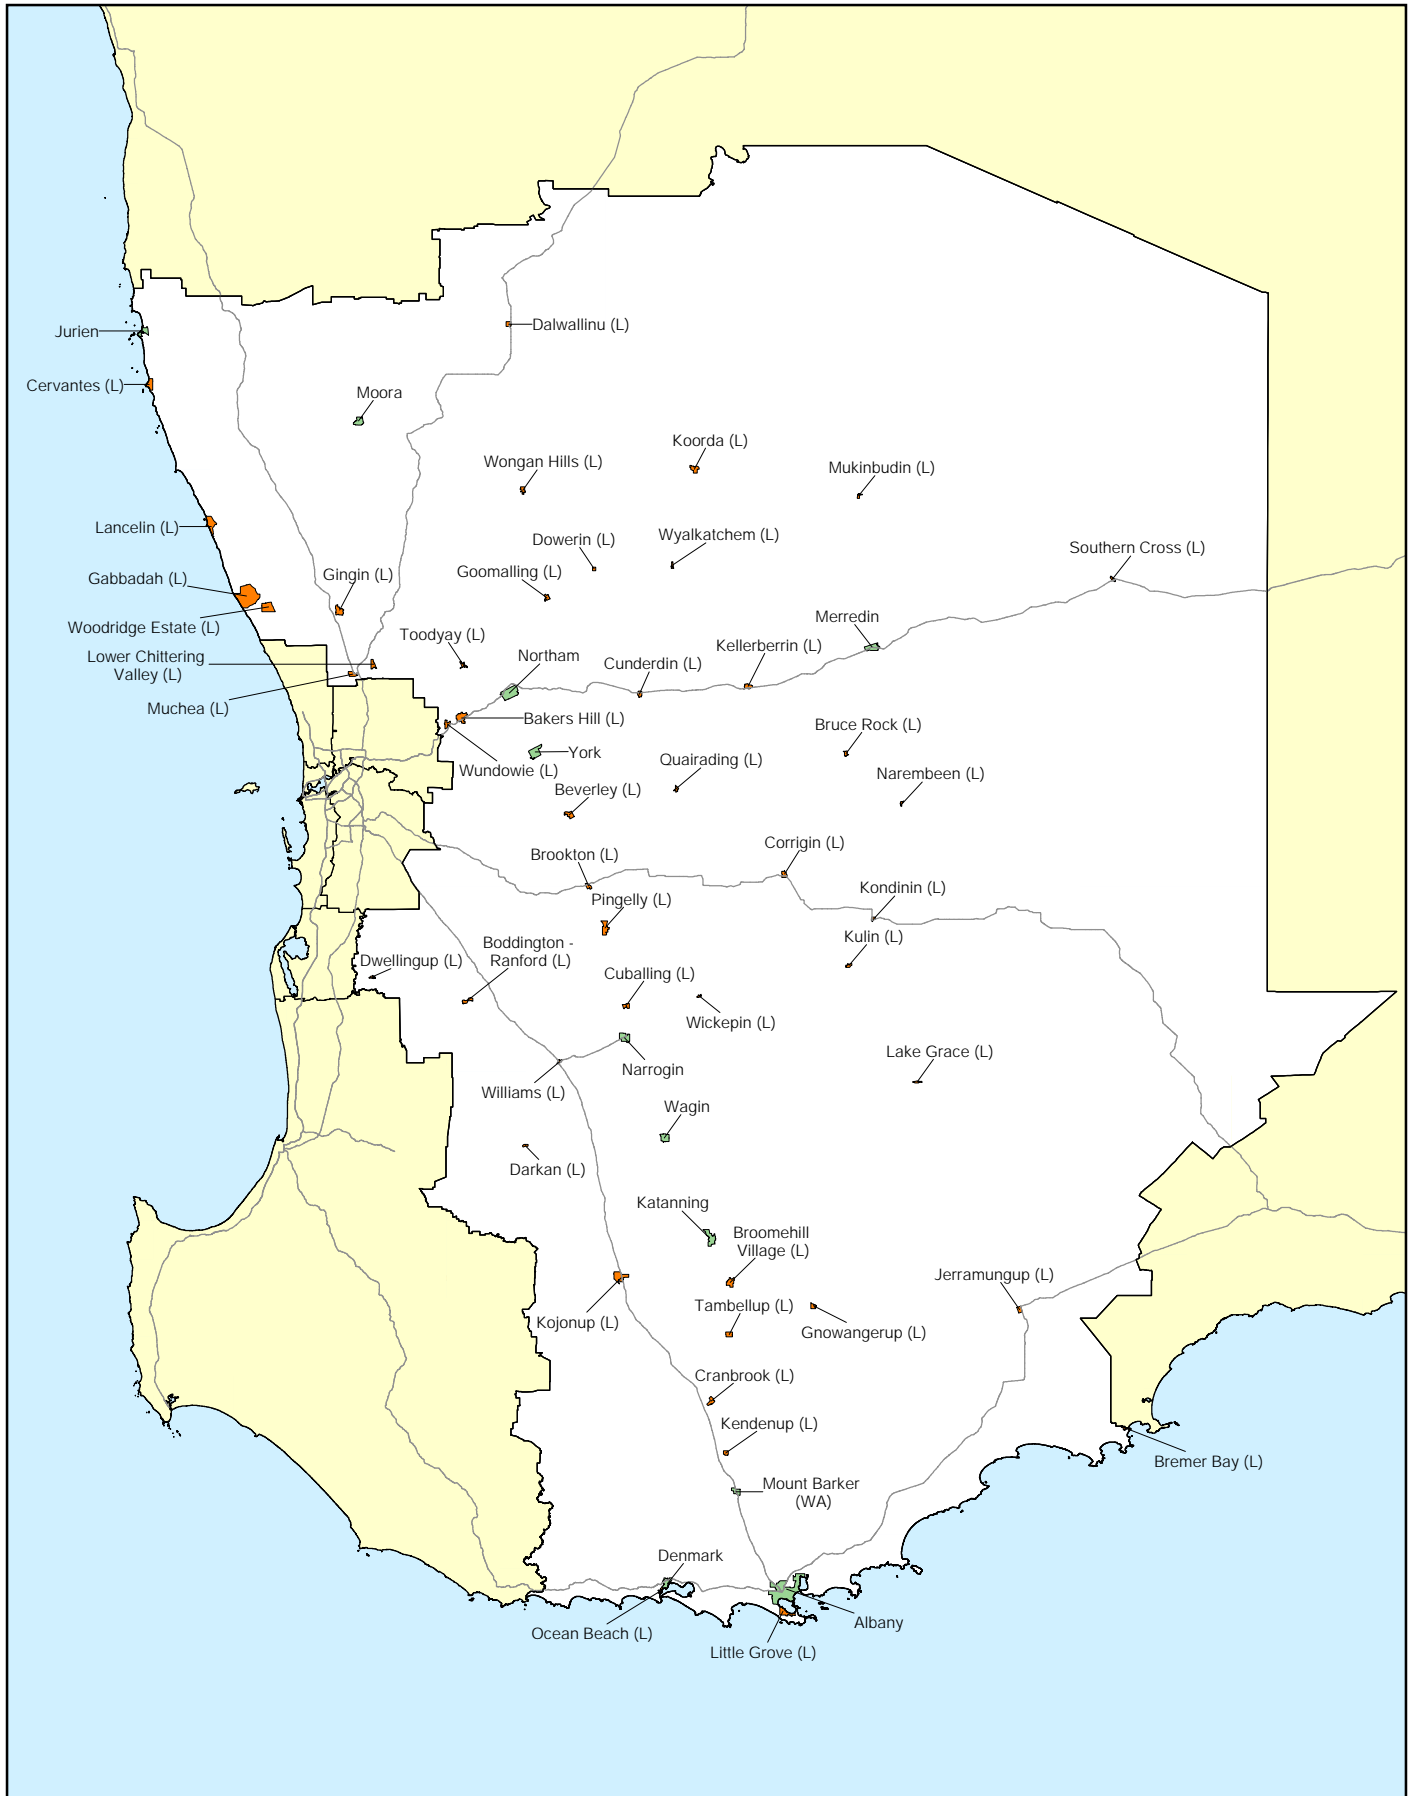 Jurien
Dalwallinu (L)
Cervantes (L)
Moora
Koorda (L)
Wongan Hills (L)
Mukinbudin (L)
Lancelin (L)
Dowerin (L)
Wyalkatchem (L)
Southern Cross (L)
Gabbadah (L)
Gingin (L)
Goomalling (L)
Woodridge Estate (L)
Toodyay (L)
Merredin
Lower Chittering
Valley (L)
Northam
Cunderdin (L)
Kellerberrin (L)
Muchea (L)
Bakers Hill (L)
Bruce Rock (L)
York
Wundowie (L)
Quairading (L)
Narembeen (L)
Beverley (L)
Corrigin (L)
Brookton (L)
Kondinin (L)
Pingelly (L)
Kulin (L)
Boddington -
Ranford (L)
Dwellingup (L)
Cuballing (L)
Wickepin (L)
Lake Grace (L)
Narrogin
Williams (L)
Wagin
Darkan (L)
Katanning
Broomehill
Village (L)
Jerramungup (L)
Tambellup (L)
Kojonup (L)
Gnowangerup (L)
Cranbrook (L)
Kendenup (L)
Bremer Bay (L)
Mount Barker
(WA)
Denmark
Albany
Ocean Beach (L)
Little Grove (L)